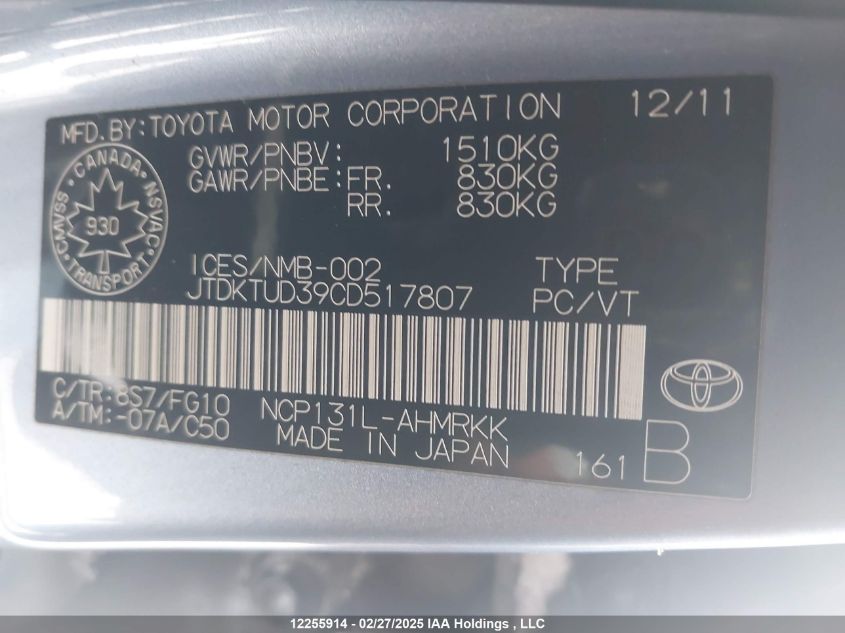 MFD.BY:TOYOTA MOTOR CORPORATION 12/11
GVWR/PNBV: 1510KG
GAWR/PNBE:FR. 830KG
RR. 830KG
CANADA
CMVSS 930 NSVAC
TRANSPORT
ICES/NMB-002 TYPE
JTDKTUD39CD517807 PC/VT
C/TR:8S7/FG10 NCP131L-AHMRKK
A/TM:-07A/C50 MADE IN JAPAN
161 B
12255914 - 02/27/2025 IAA Holdings , LLC